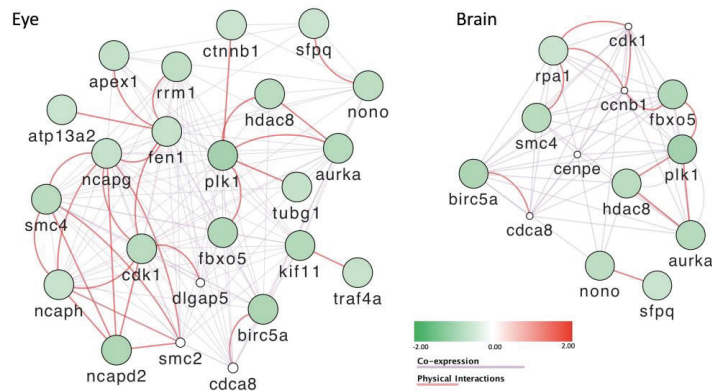 Eye
Brain
ctnnb1
sfpq
apex1
rrm1
nono
hdac8
atp13a2
fen1
ncapg
plk1
aurka
tubg1
smc4
fbxo5
cdk1
kif11
dlgap5
traf4a
ncaph
birc5a
smc2
ncapd2
cdca8
cdk1
rpa1
ccnb1
fbxo5
smc4
cenpe
plk1
birc5a
hdac8
cdca8
aurka
nono
sfpq
-2.00 0.00 2.00
Co-expression
Physical Interactions